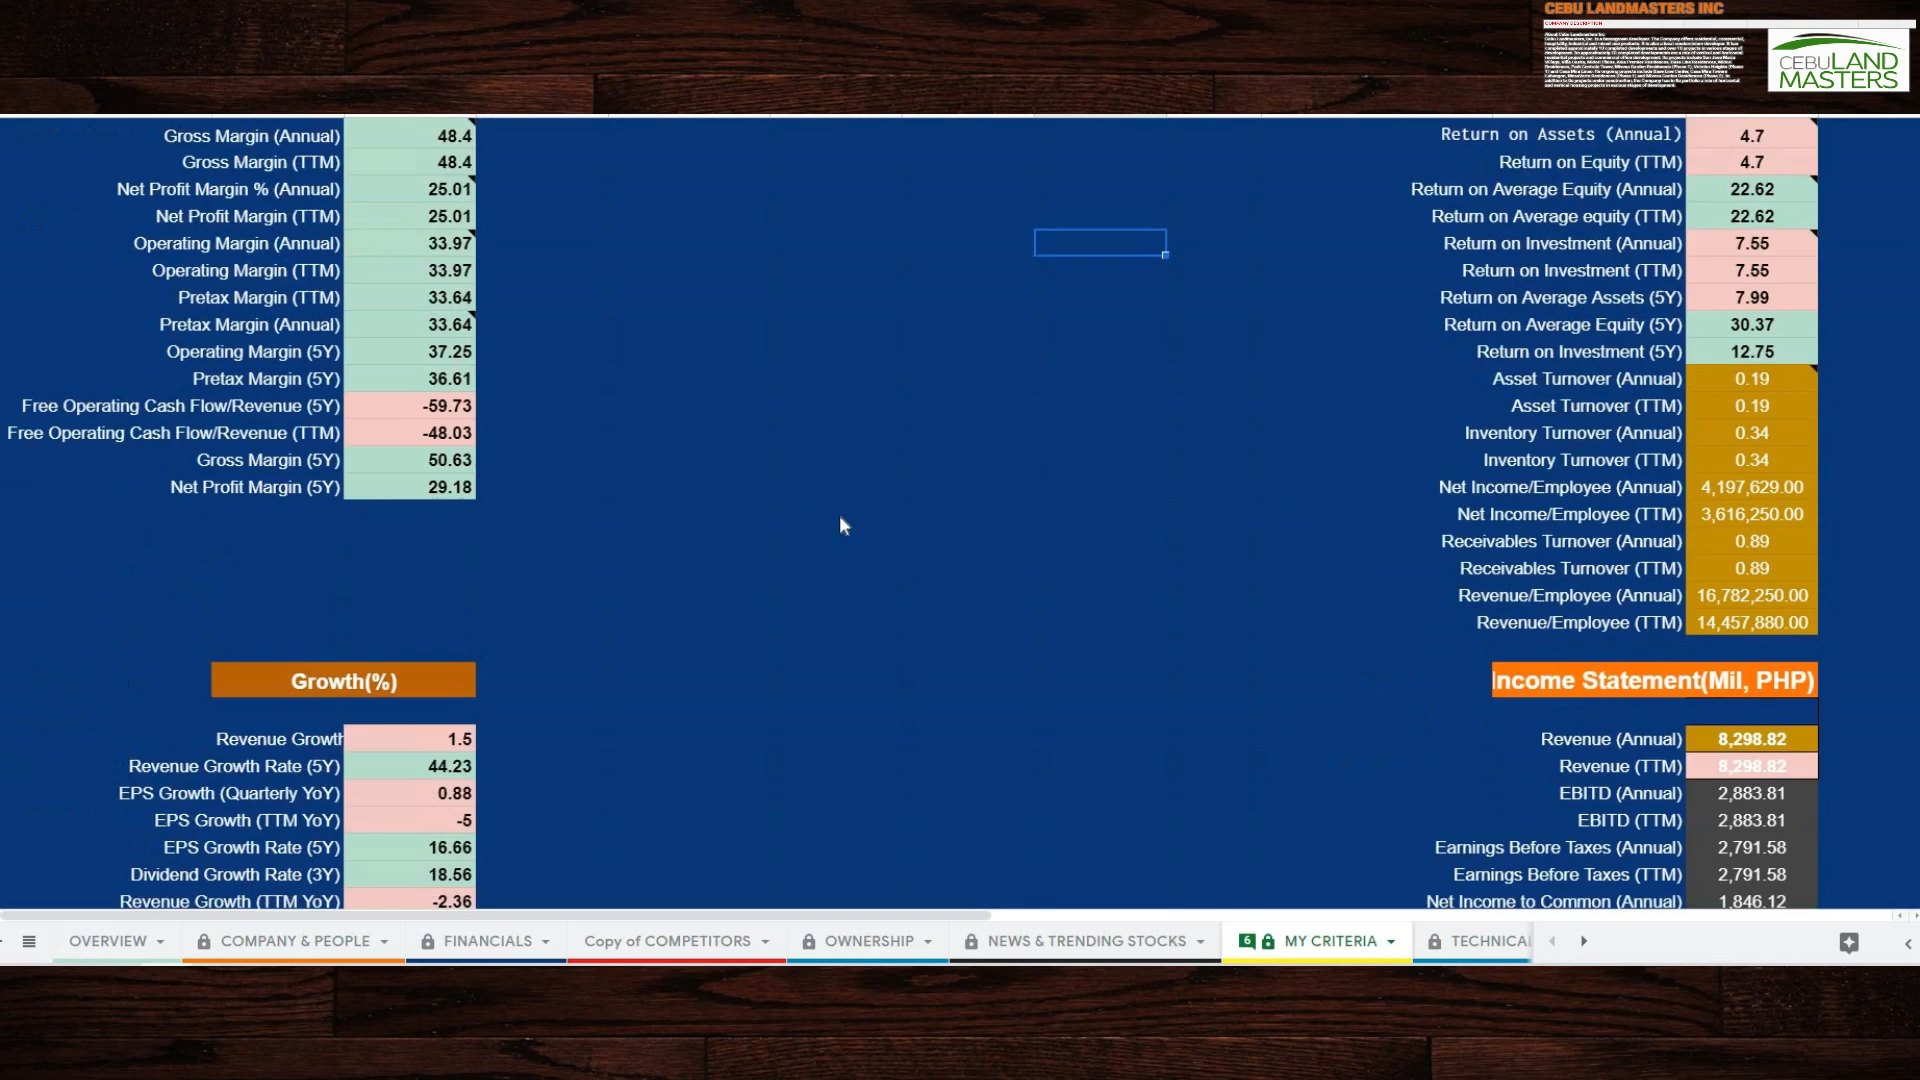 CEBU LANDMASTERS INC
COMPANY DESCRIPTION
About Cebu Landmasters Inc
CEBU LAND
MASTERS
Gross Margin (Annual) 48.4
Gross Margin (TTM) 48.4
Net Profit Margin % (Annual) 25.01
Net Profit Margin (TTM) 25.01
Operating Margin (Annual) 33.97
Operating Margin (TTM) 33.97
Pretax Margin (TTM) 33.64
Pretax Margin (Annual) 33.64
Operating Margin (5Y) 37.25
Pretax Margin (5Y) 36.61
Free Operating Cash Flow/Revenue (5Y) -59.73
Free Operating Cash Flow/Revenue (TTM) -48.03
Gross Margin (5Y) 50.63
Net Profit Margin (5Y) 29.18
Growth(%)
Revenue Growth 1.5
Revenue Growth Rate (5Y) 44.23
EPS Growth (Quarterly YoY) 0.88
EPS Growth (TTM YoY) -5
EPS Growth Rate (5Y) 16.66
Dividend Growth Rate (3Y) 18.56
Revenue Growth (TTM YoY) -2.36
Return on Assets (Annual) 4.7
Return on Equity (TTM) 4.7
Return on Average Equity (Annual) 22.62
Return on Average equity (TTM) 22.62
Return on Investment (Annual) 7.55
Return on Investment (TTM) 7.55
Return on Average Assets (5Y) 7.99
Return on Average Equity (5Y) 30.37
Return on Investment (5Y) 12.75
Asset Turnover (Annual) 0.19
Asset Turnover (TTM) 0.19
Inventory Turnover (Annual) 0.34
Inventory Turnover (TTM) 0.34
Net Income/Employee (Annual) 4,197,629.00
Net Income/Employee (TTM) 3,616,250.00
Receivables Turnover (Annual) 0.89
Receivables Turnover (TTM) 0.89
Revenue/Employee (Annual) 16,782,250.00
Revenue/Employee (TTM) 14,457,880.00
Income Statement(Mil, PHP)
Revenue (Annual) 8,298.82
Revenue (TTM) 8,298.82
EBITD (Annual) 2,883.81
EBITD (TTM) 2,883.81
Earnings Before Taxes (Annual) 2,791.58
Earnings Before Taxes (TTM) 2,791.58
Net Income to Common (Annual) 1,846.12
OVERVIEW COMPANY & PEOPLE FINANCIALS Copy of COMPETITORS OWNERSHIP NEWS & TRENDING STOCKS 6 MY CRITERIA TECHNICAL